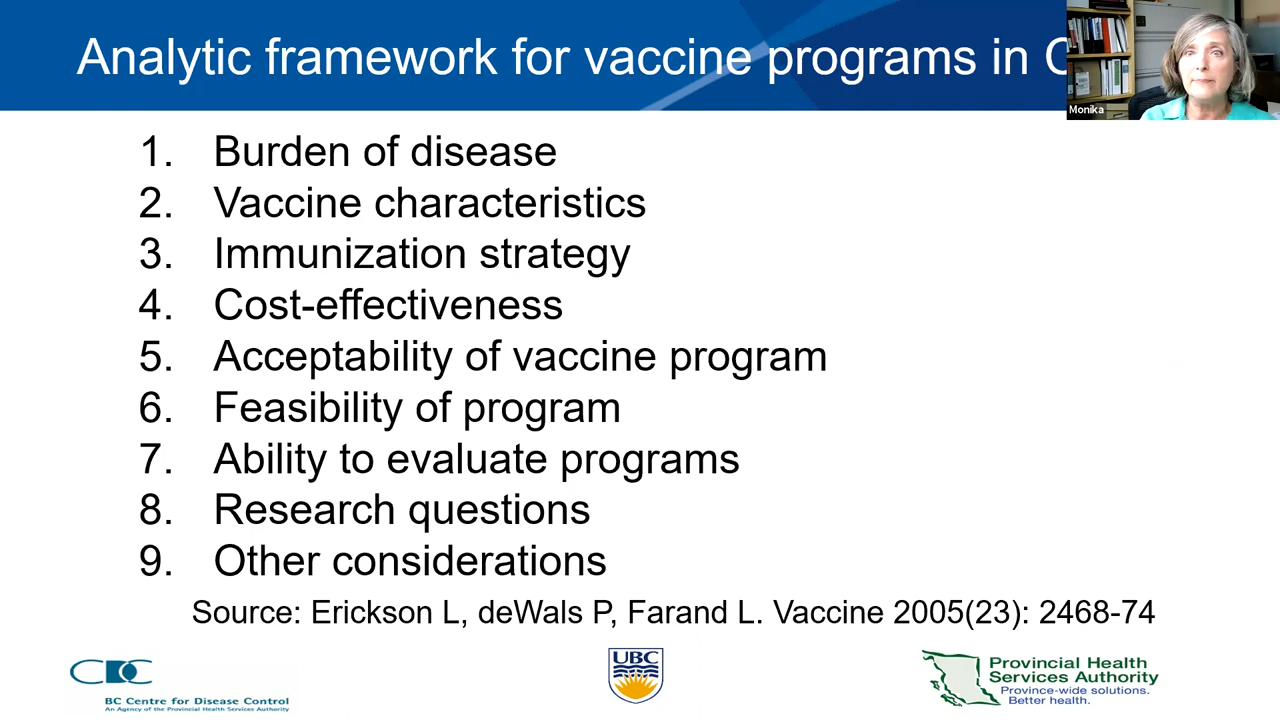 Analytic framework for vaccine programs in C
Monika
1. Burden of disease
2. Vaccine characteristics
3. Immunization strategy
4. Cost-effectiveness
5. Acceptability of vaccine program
6. Feasibility of program
7. Ability to evaluate programs
8. Research questions
9. Other considerations
Source: Erickson L, deWals P, Farand L. Vaccine 2005(23): 2468-74
CDC
BC Centre for Disease Control
An Agency of the Provincial Health Services Authority
UBC
Provincial Health
Services Authority
Province-wide solutions.
Better health.